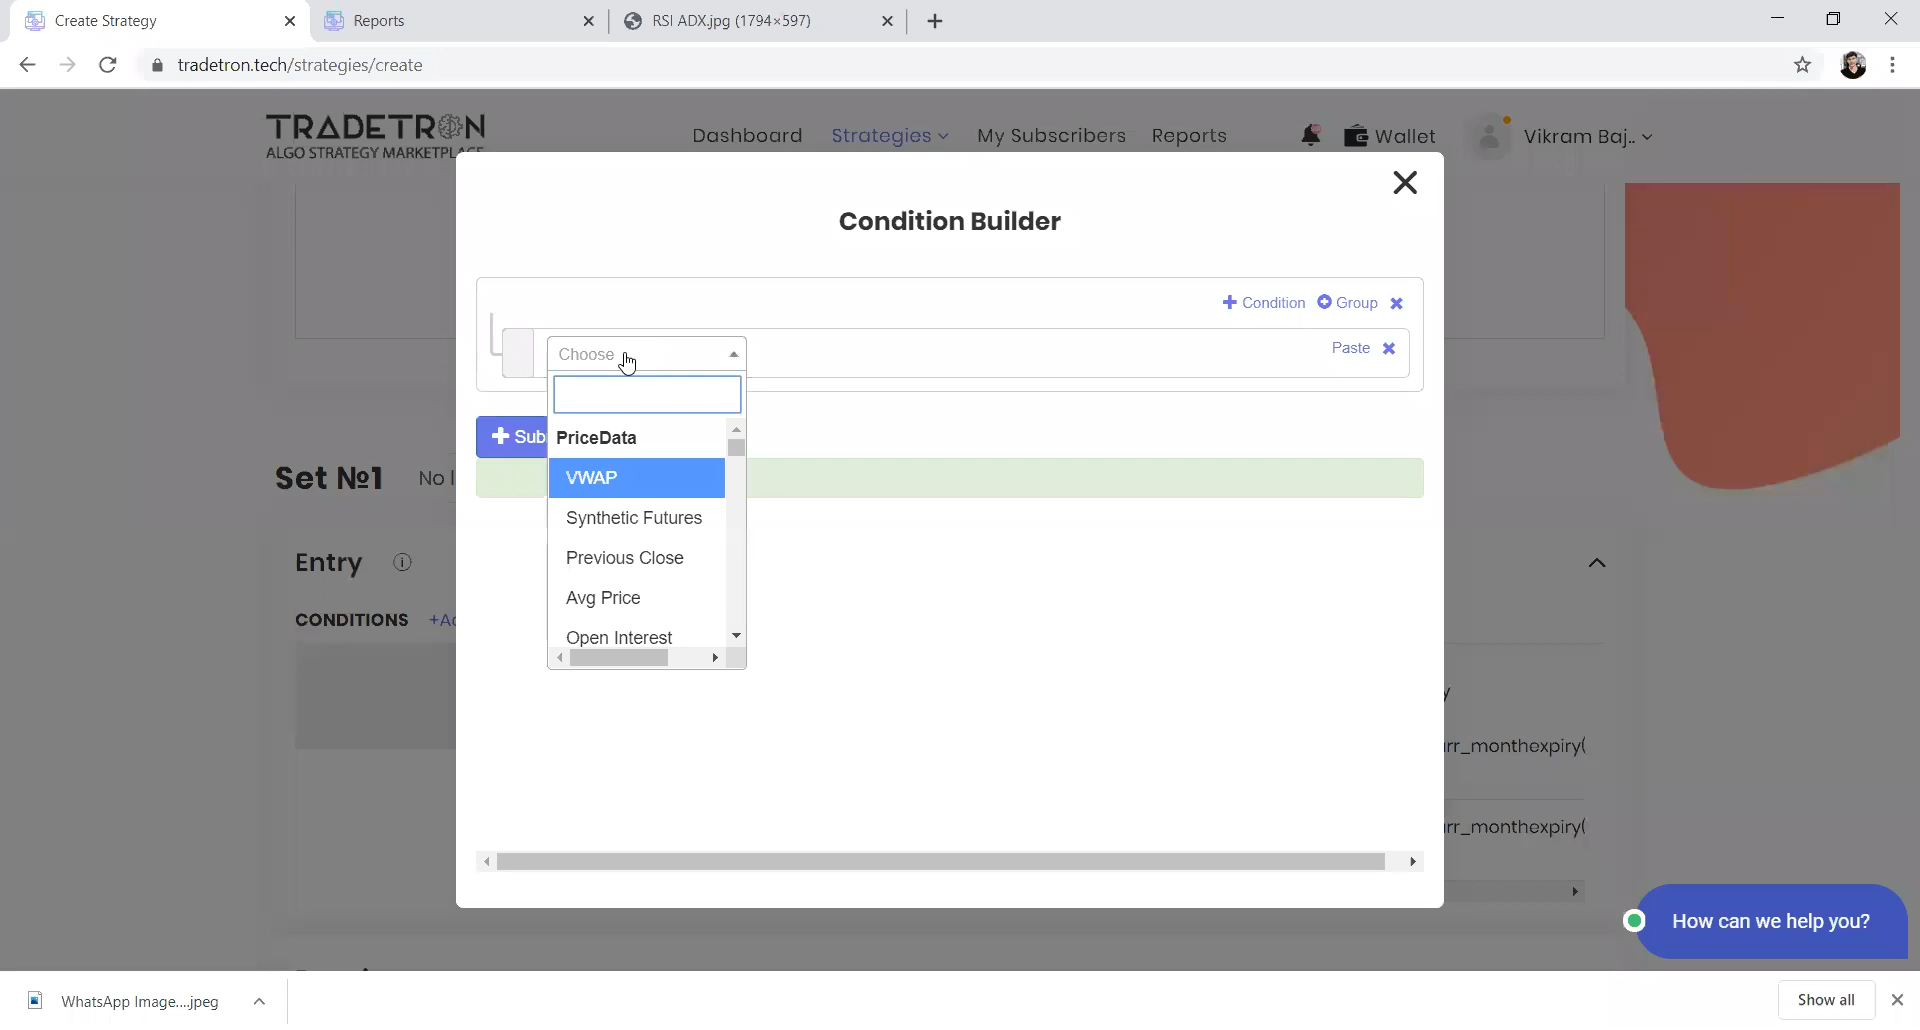 Create Strategy
Reports
RSI ADX.jpg (1794×597)
tradetron.tech/strategies/create
TRADETRON
ALGO STRATEGY MARKETPLACE
Dashboard
Strategies
My Subscribers
Reports
Wallet
Vikram Baj..
Condition Builder
Condition
Group
Choose
Paste
Sub
PriceData
VWAP
Synthetic Futures
Previous Close
Avg Price
Open Interest
Set №1
No
Entry
CONDITIONS
+Ad
y
rr_monthexpiry(
rr_monthexpiry(
How can we help you?
WhatsApp Image....jpeg
Show all